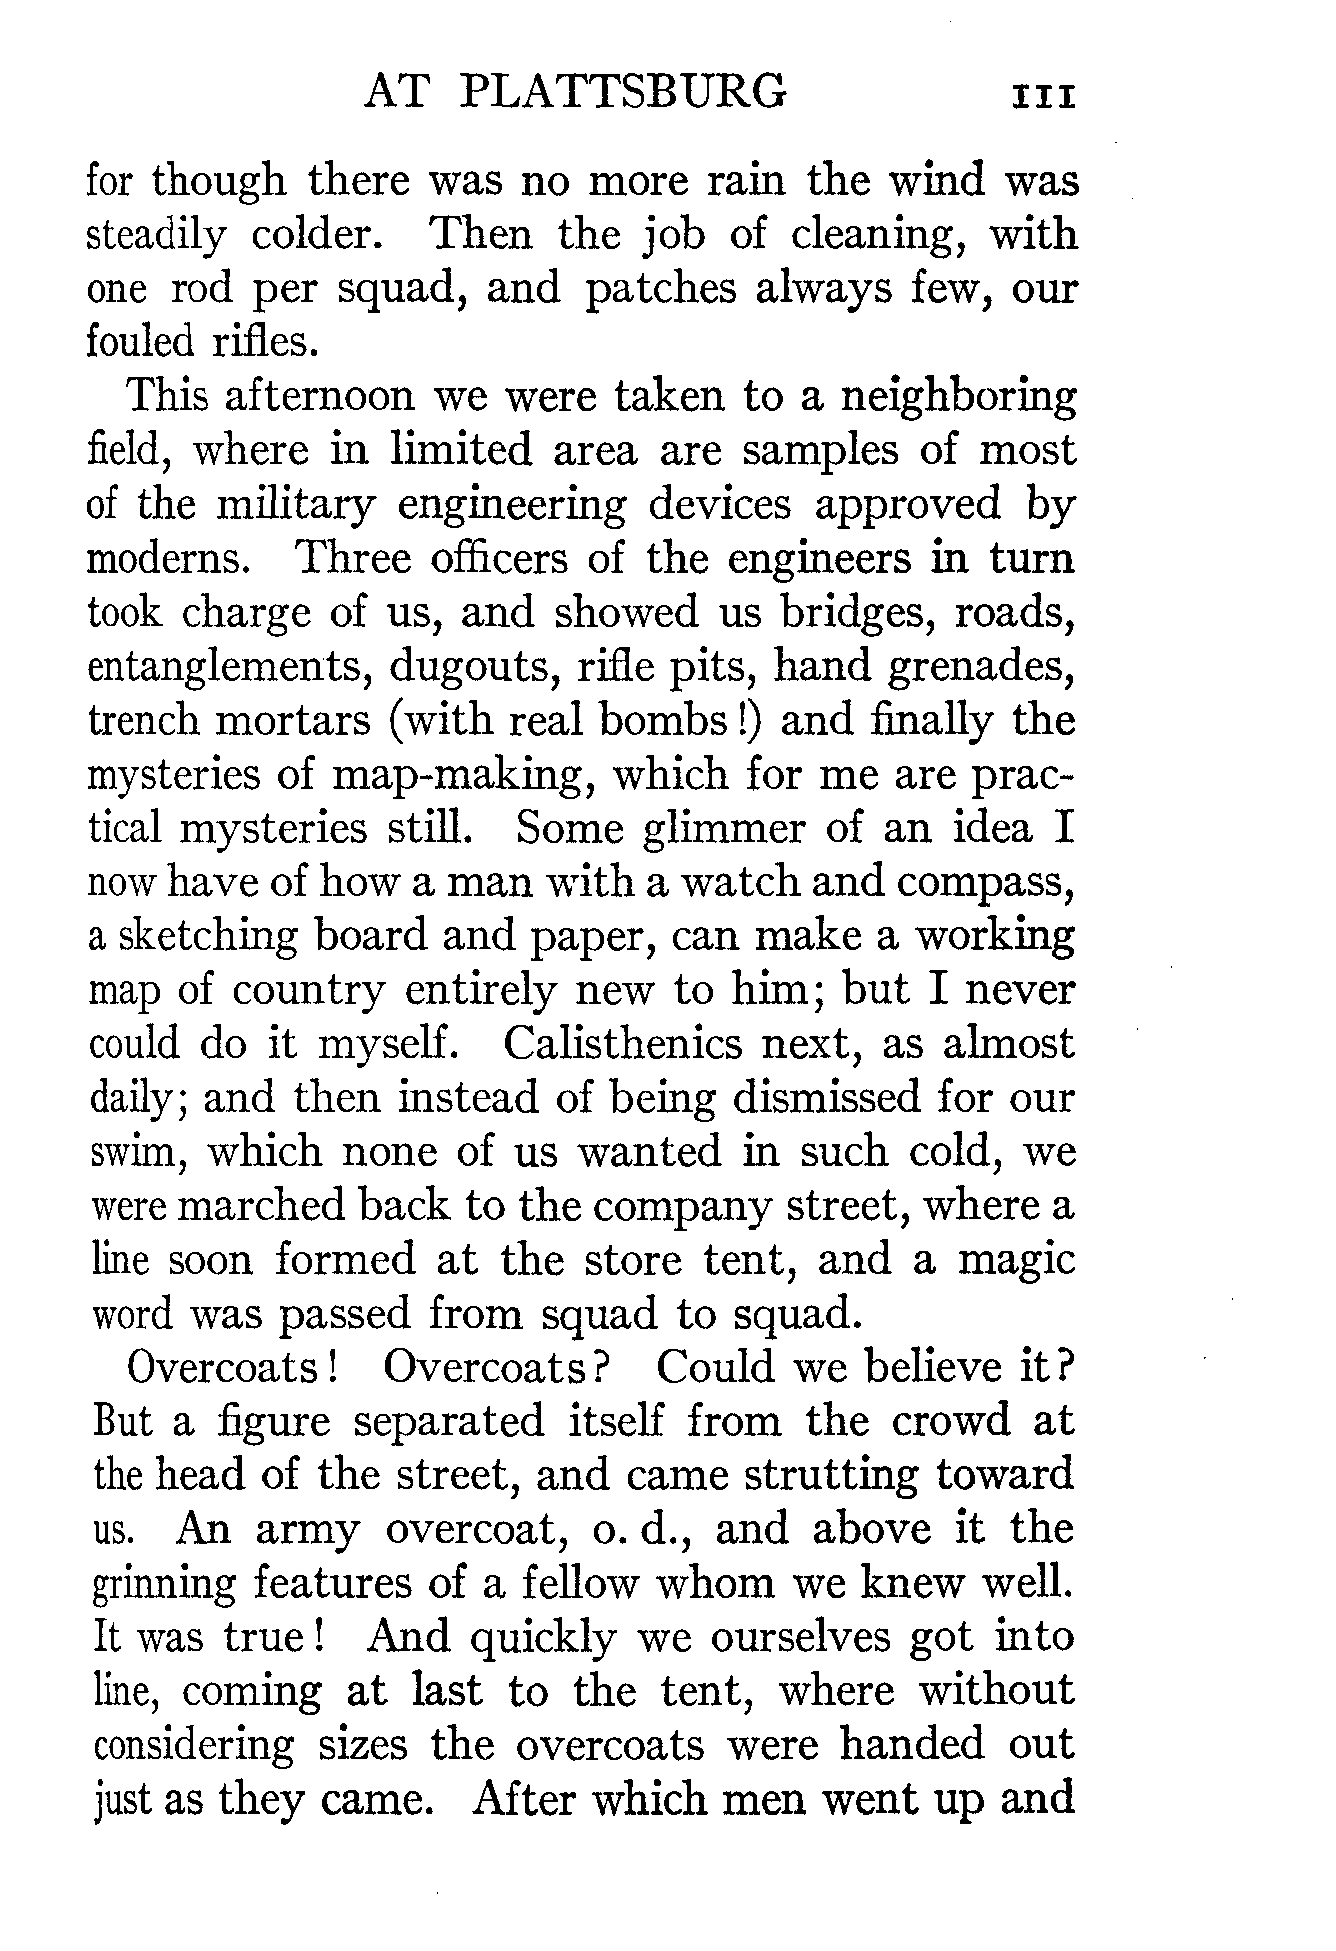 AT PLATTSBURG 111
for though there was no more rain the wind was
steadily colder. Then the job of cleaning, with
one rod per squad, and patches always few, our
fouled rifles.
This afternoon we were taken to a neighboring
field, where in limited area are samples of most
of the military engineering devices approved by
moderns. Three officers of the engineers in turn
took charge of us, and showed us bridges, roads,
entanglements, dugouts, rifle pits, hand grenades,
trench mortars (with real bombs!) and finally the
mysteries of map-making, which for me are prac-
tical mysteries still. Some glimmer of an idea I
now have of how a man with a watch and compass,
a sketching board and paper, can make a working
map of country entirely new to him; but I never
could do it myself. Calisthenics next, as almost
daily; and then instead of being dismissed for our
swim, which none of us wanted in such cold, we
were marched back to the company street, where a
line soon formed at the store tent, and a magic
word was passed from squad to squad.
Overcoats! Overcoats? Could we believe it?
But a figure separated itself from the crowd at
the head of the street, and came strutting toward
us. An army overcoat, o. d., and above it the
grinning features of a fellow whom we knew well.
It was true! And quickly we ourselves got into
line, coming at last to the tent, where without
considering sizes the overcoats were handed out
just as they came. After which men went up and